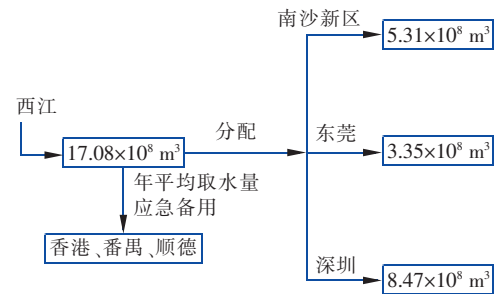 南沙新区
5.31×10⁸ m³
西江
17.08×10⁸ m³
分配
东莞
3.35×10⁸ m³
年平均取水量
应急备用
香港、番禺、顺德
深圳
8.47×10⁸ m³